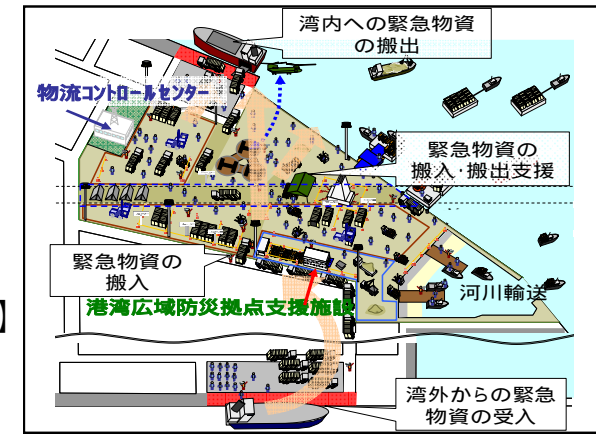 湾内への緊急物資
の搬出
物流コントロールセンター
緊急物資の
搬入・搬出支援
緊急物資の
搬入
港湾広域防災拠点支援施設
河川輸送
】
湾外からの緊急
物資の受入